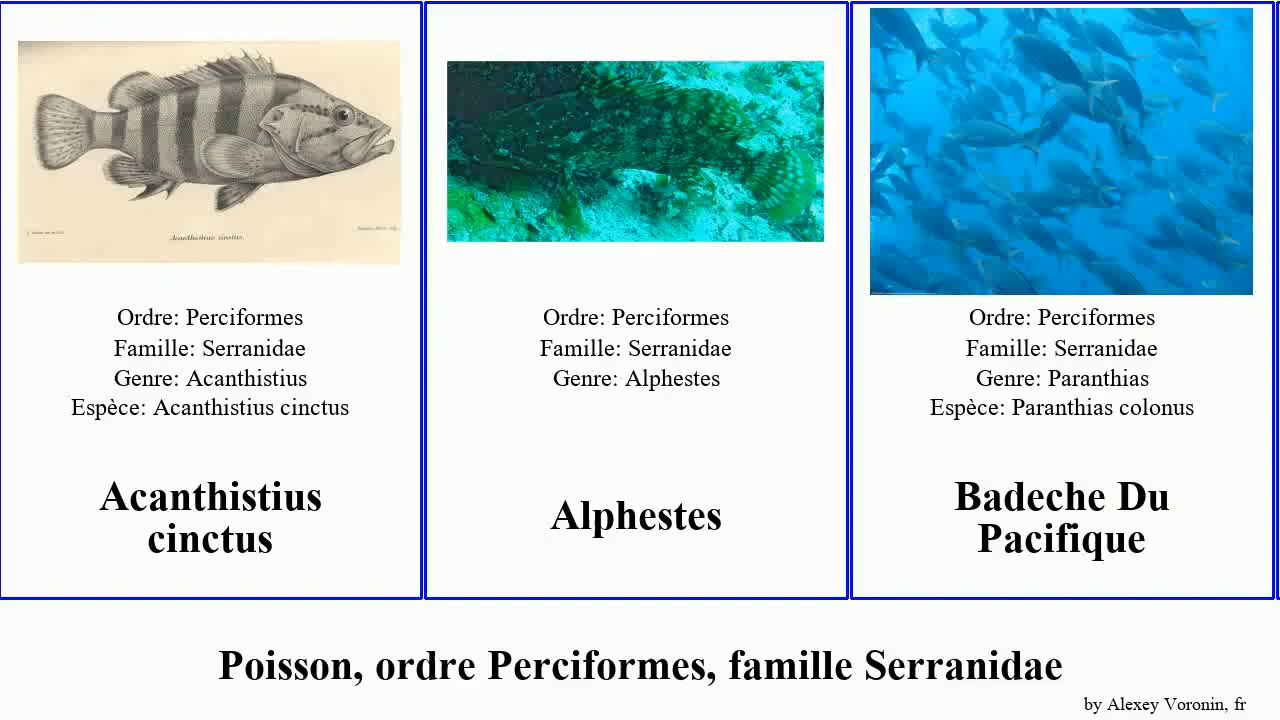 Acanthistius cinctus.
Ordre: Perciformes
Famille: Serranidae
Genre: Acanthistius
Espèce: Acanthistius cinctus
Acanthistius
cinctus
Ordre: Perciformes
Famille: Serranidae
Genre: Alphestes
Alphestes
Ordre: Perciformes
Famille: Serranidae
Genre: Paranthias
Espèce: Paranthias colonus
Badeche Du
Pacifique
Poisson, ordre Perciformes, famille Serranidae
by Alexey Voronin, fr